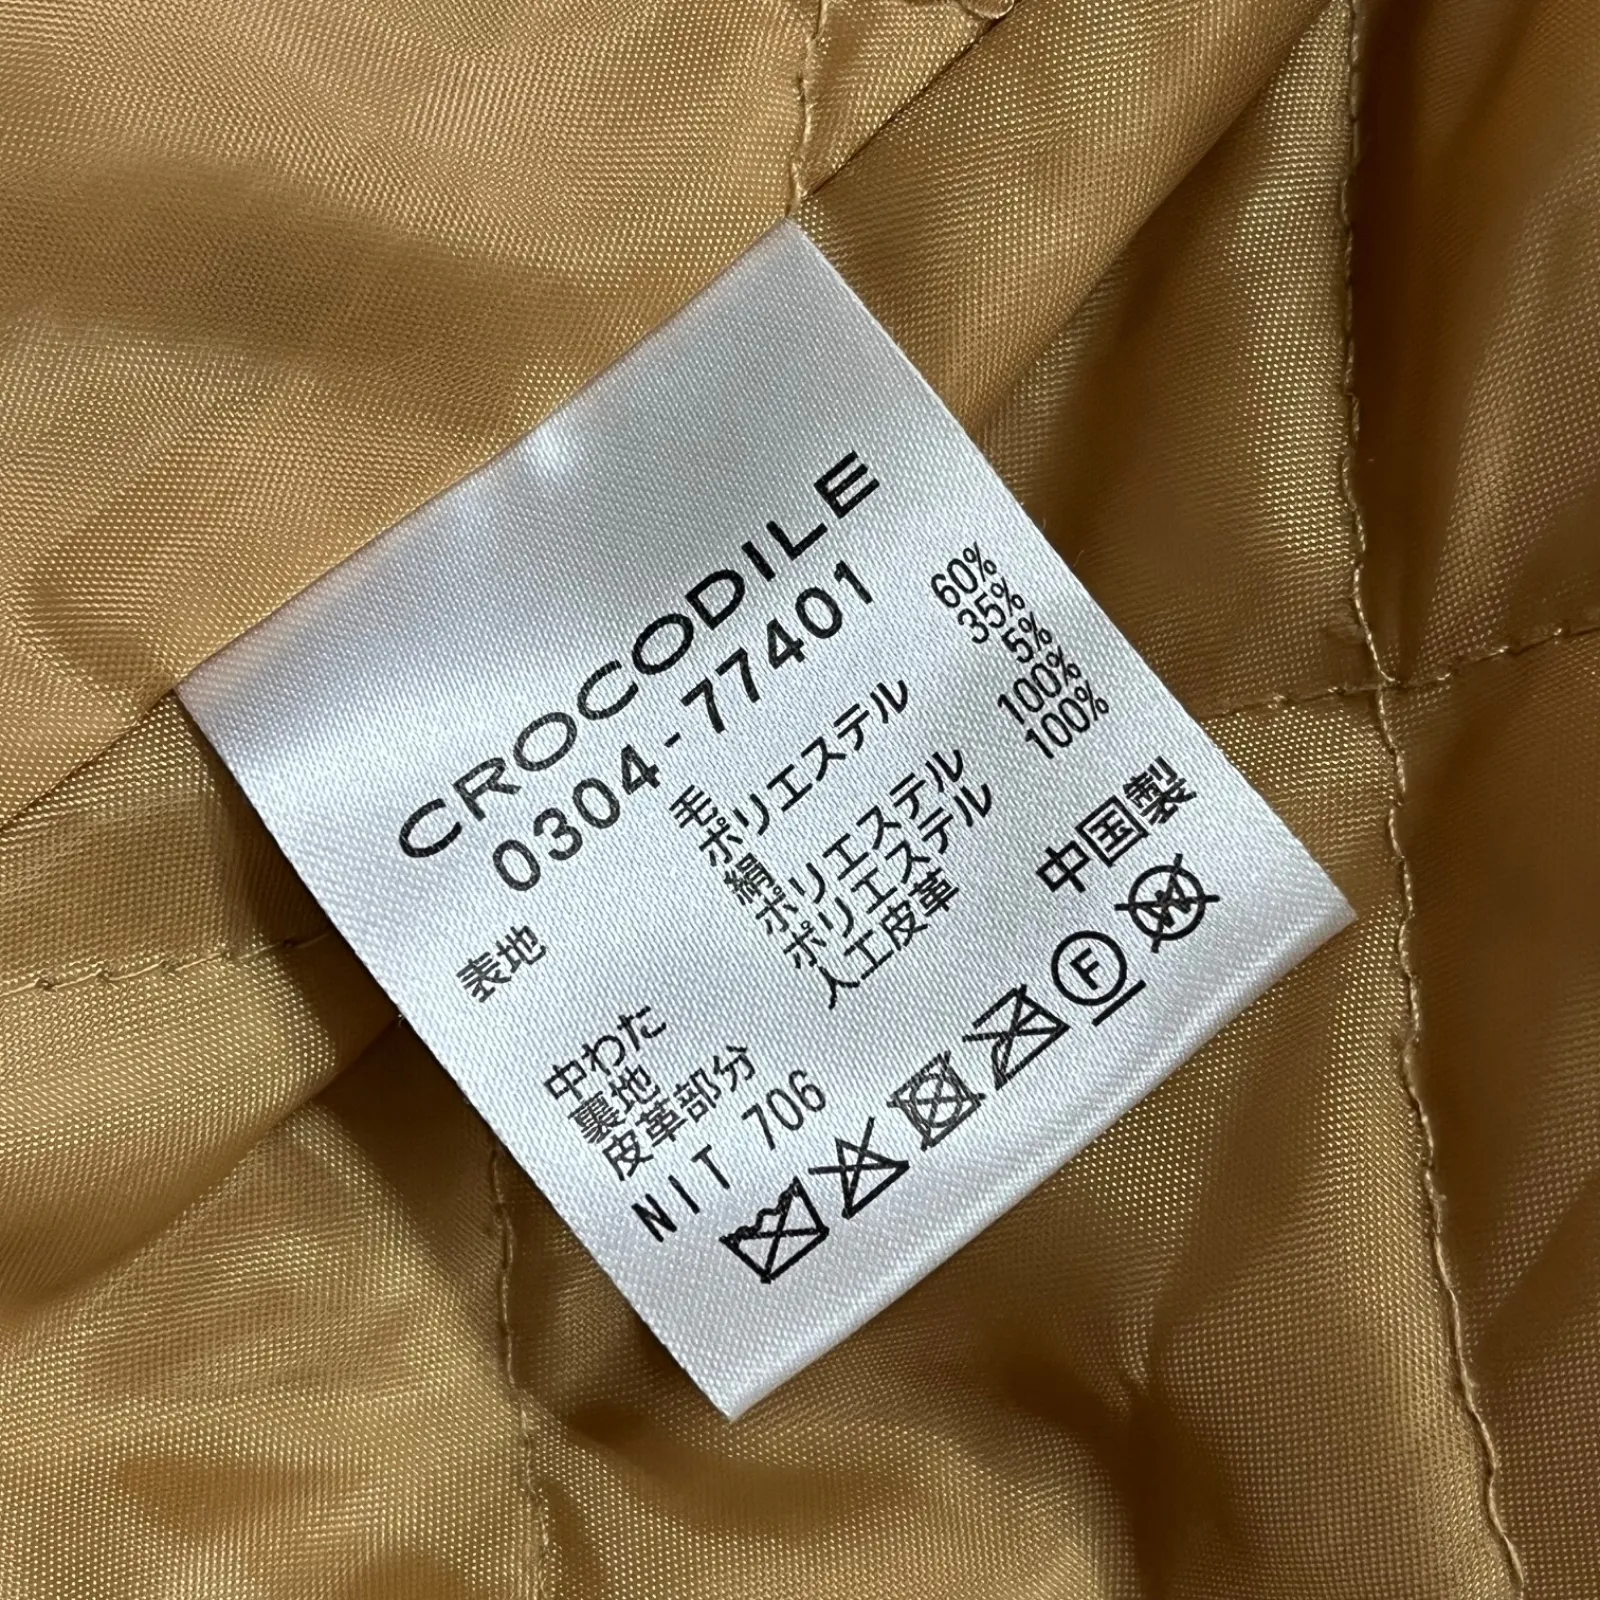 CROCODILE
0304-77401
表地 毛 60%
ポリエステル 35%
絹 5%
中わた ポリエステル 100%
裏地 ポリエステル 100%
皮革部分 人工皮革
NIT 706 中国製
F
W